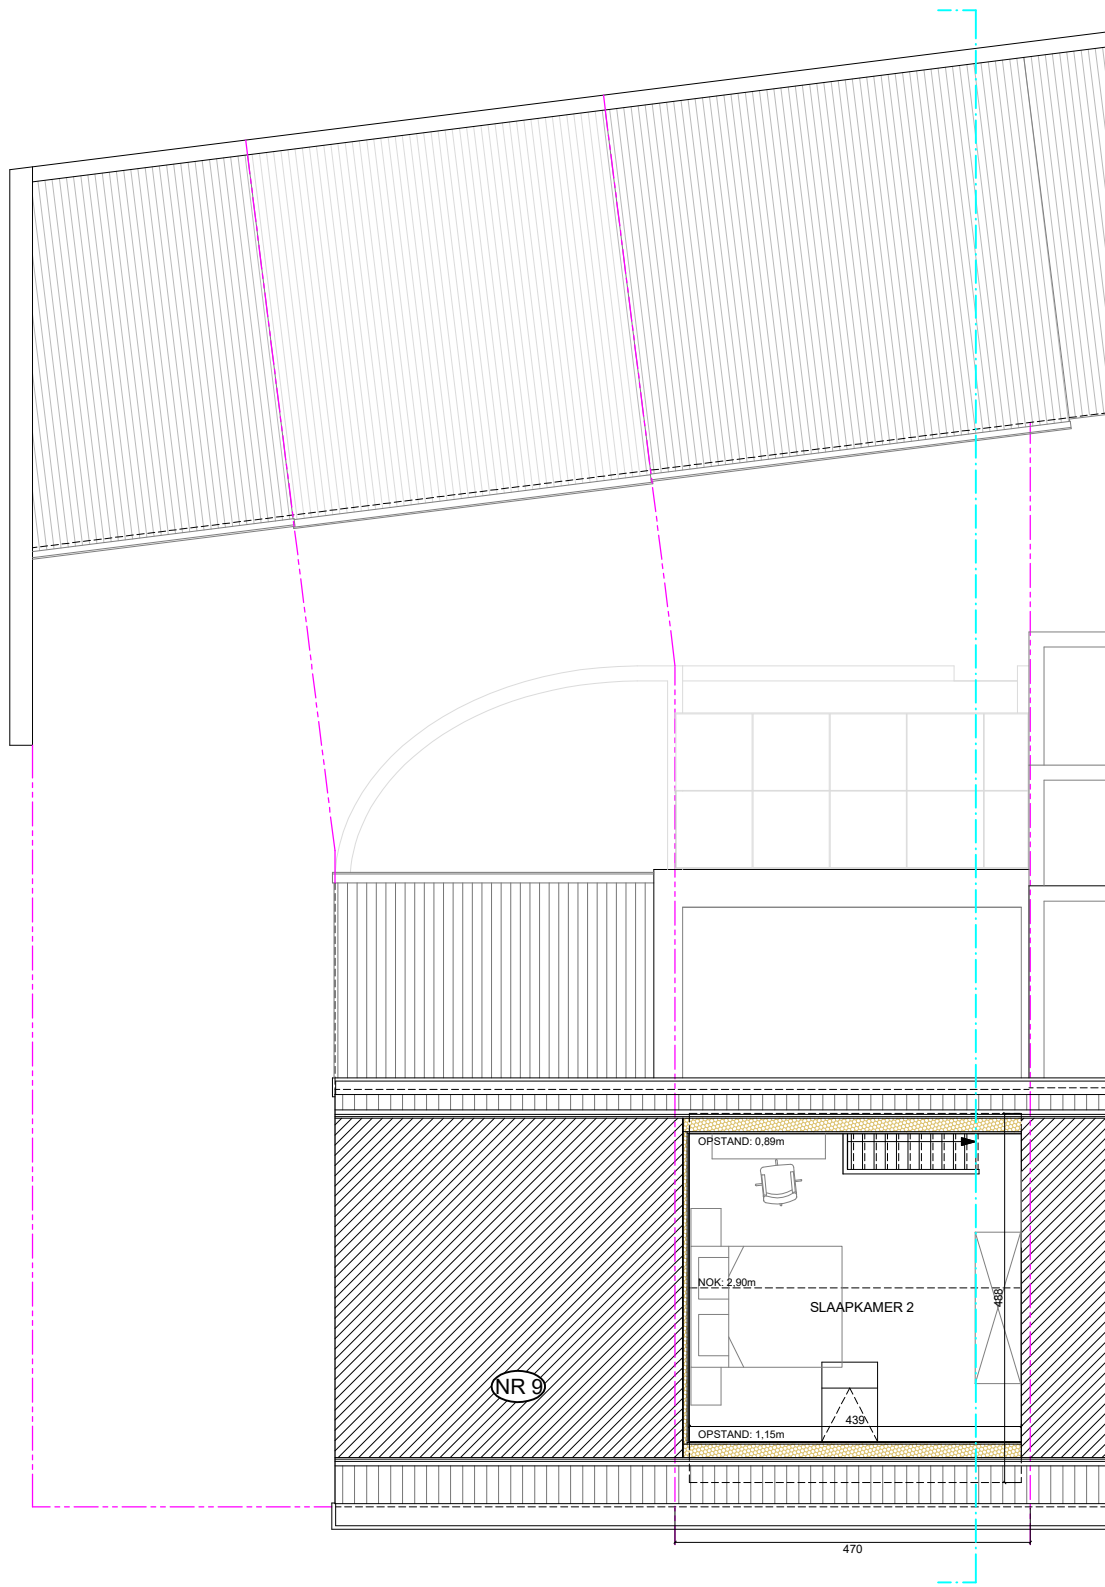 OPSTAND: 0,89m
NOK: 2,90m
488
SLAAPKAMER 2
NR 9
439
OPSTAND: 1,15m
470